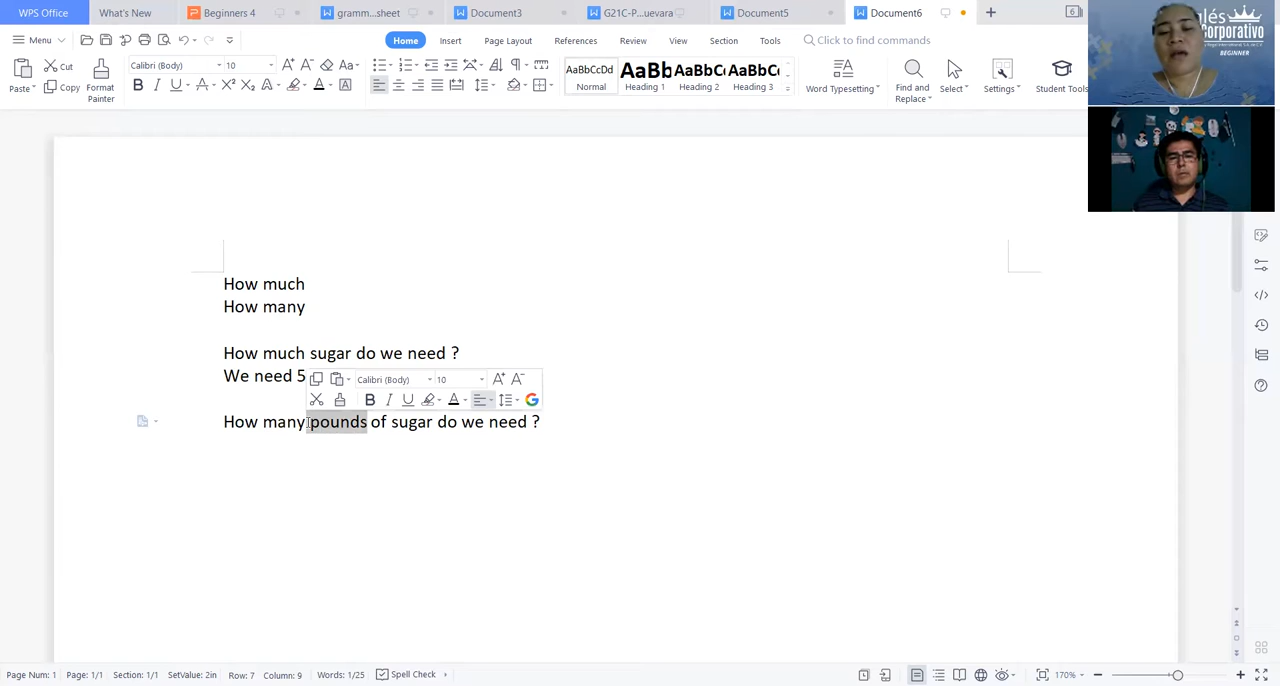 WPS Office
What's New
Beginners 4
gramm...sheet
Document3
G21C-P...uevara
Document5
Document6
6
Menu
Home
Insert
Page Layout
References
Review
View
Section
Tools
Click to find commands
Paste
Cut
Copy
Format
Painter
Calibri (Body)
10
AaBbCcDd
Normal
AaBb
Heading 1
AaBbC
Heading 2
AaBbC
Heading 3
Word Typesetting
Find and
Replace
Select
Settings
Student Tools
Corporativo
BEGINNER
How much
How many
How much sugar do we need ?
We need 5
Calibri (Body)
10
How many pounds of sugar do we need ?
Page Num: 1
Page: 1/1
Section: 1/1
SetValue: 2in
Row: 7
Column: 9
Words: 1/25
Spell Check
170%